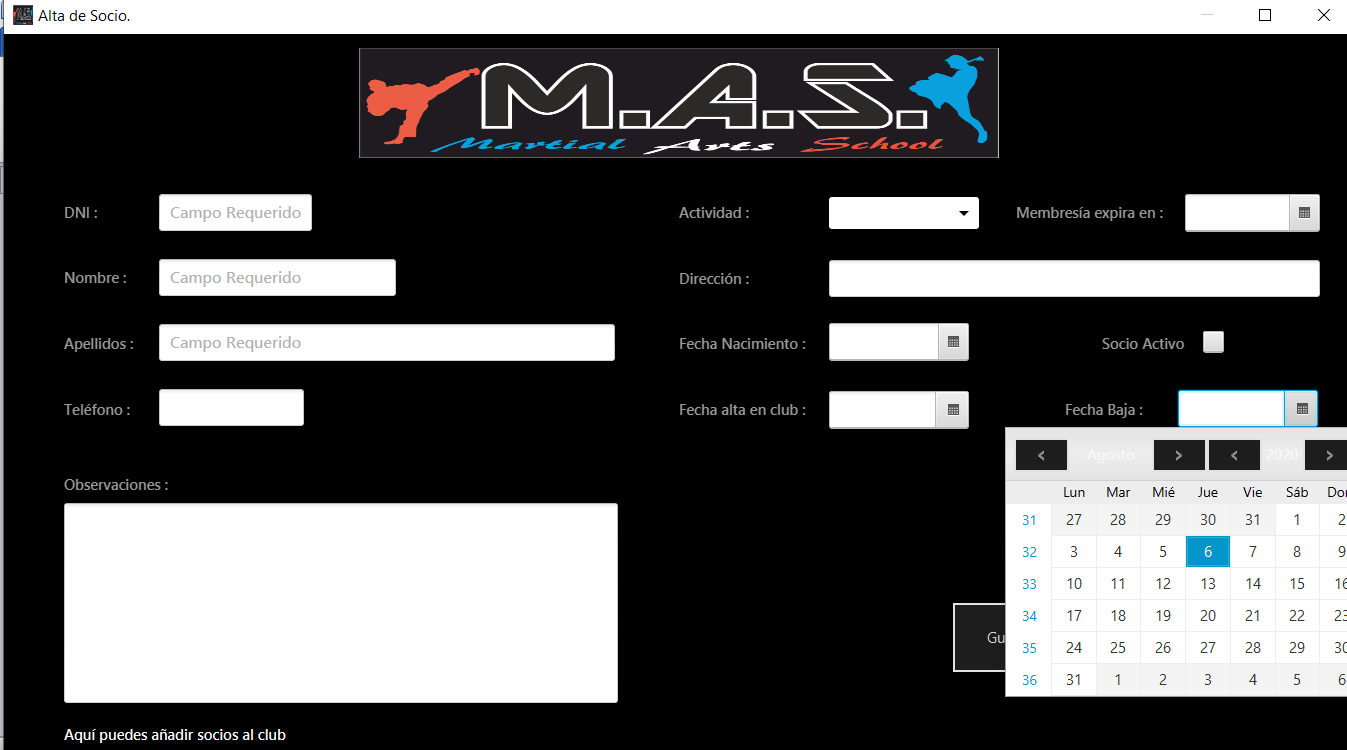 Alta de Socio.
M.A.S.
Martial Arts School
DNI : Campo Requerido Actividad : Membresía expira en :
Nombre : Campo Requerido Dirección :
Apellidos : Campo Requerido Fecha Nacimiento : Socio Activo
Teléfono : Fecha alta en club : Fecha Baja :
< Agosto > < 2020 >
Observaciones :
Lun Mar Mié Jue Vie Sáb Do
31 27 28 29 30 31 1 2
32 3 4 5 6 7 8 9
33 10 11 12 13 14 15 16
34 17 18 19 20 21 22 23
35 24 25 26 27 28 29 30
Gu
36 31 1 2 3 4 5 6
Aquí puedes añadir socios al club